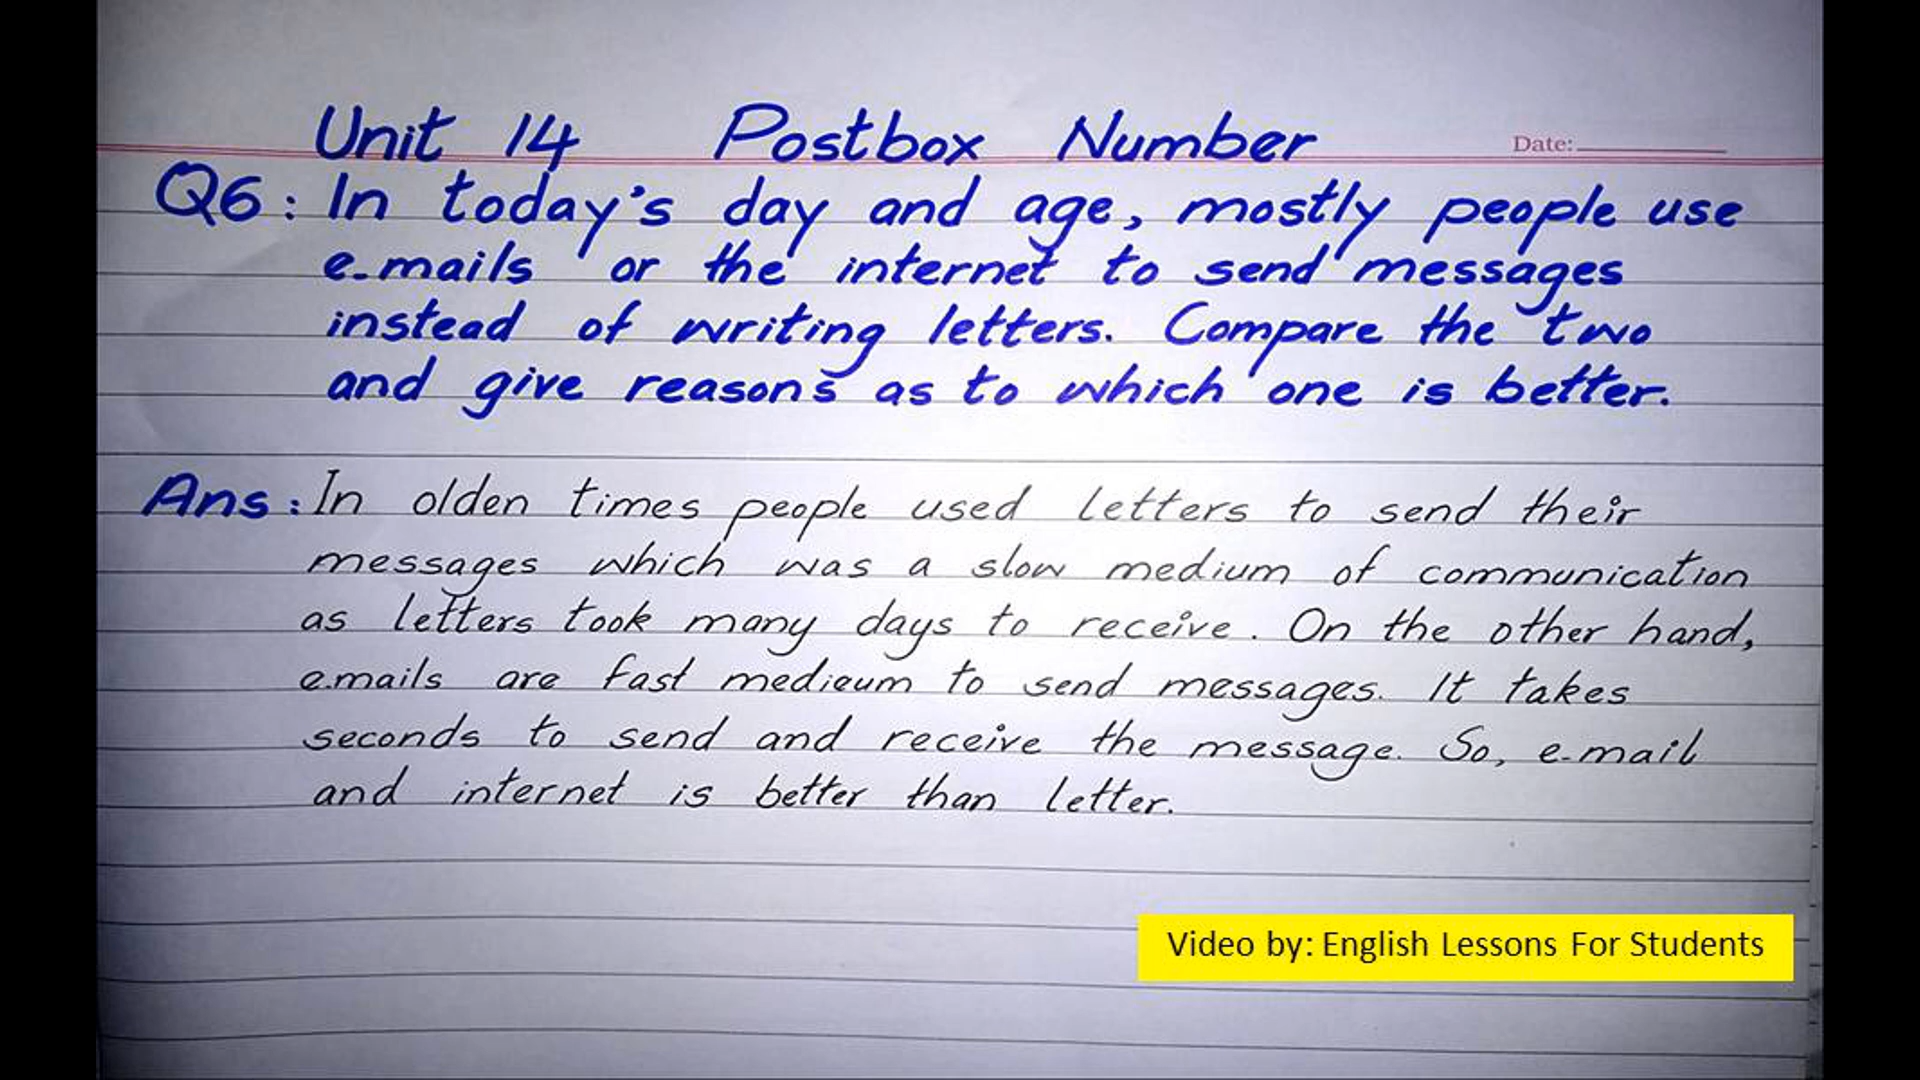 Unit 14 Postbox Number
Date:
Q6: In today's day and age, mostly people use
e-mails or the internet to send messages
instead of writing letters. Compare the two
and give reasons as to which one is better.
Ans: In olden times people used letters to send their
messages which was a slow medium of communication
as letters took many days to receive. On the other hand,
e.mails are fast medieum to send messages. It takes
seconds to send and receive the message. So, e-mail
and internet is better than letter.
Video by: English Lessons For Students